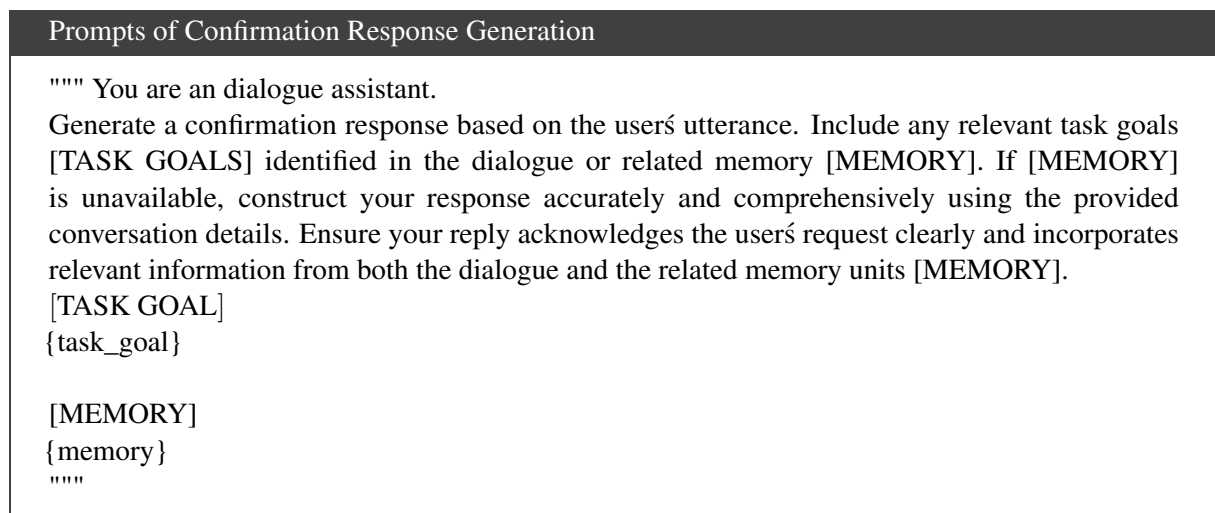 Prompts of Confirmation Response Generation
""" You are an dialogue assistant.
Generate a confirmation response based on the userś utterance. Include any relevant task goals
[TASK GOALS] identified in the dialogue or related memory [MEMORY]. If [MEMORY]
is unavailable, construct your response accurately and comprehensively using the provided
conversation details. Ensure your reply acknowledges the userś request clearly and incorporates
relevant information from both the dialogue and the related memory units [MEMORY].
[TASK GOAL]
{task_goal}
[MEMORY]
{memory}
"""